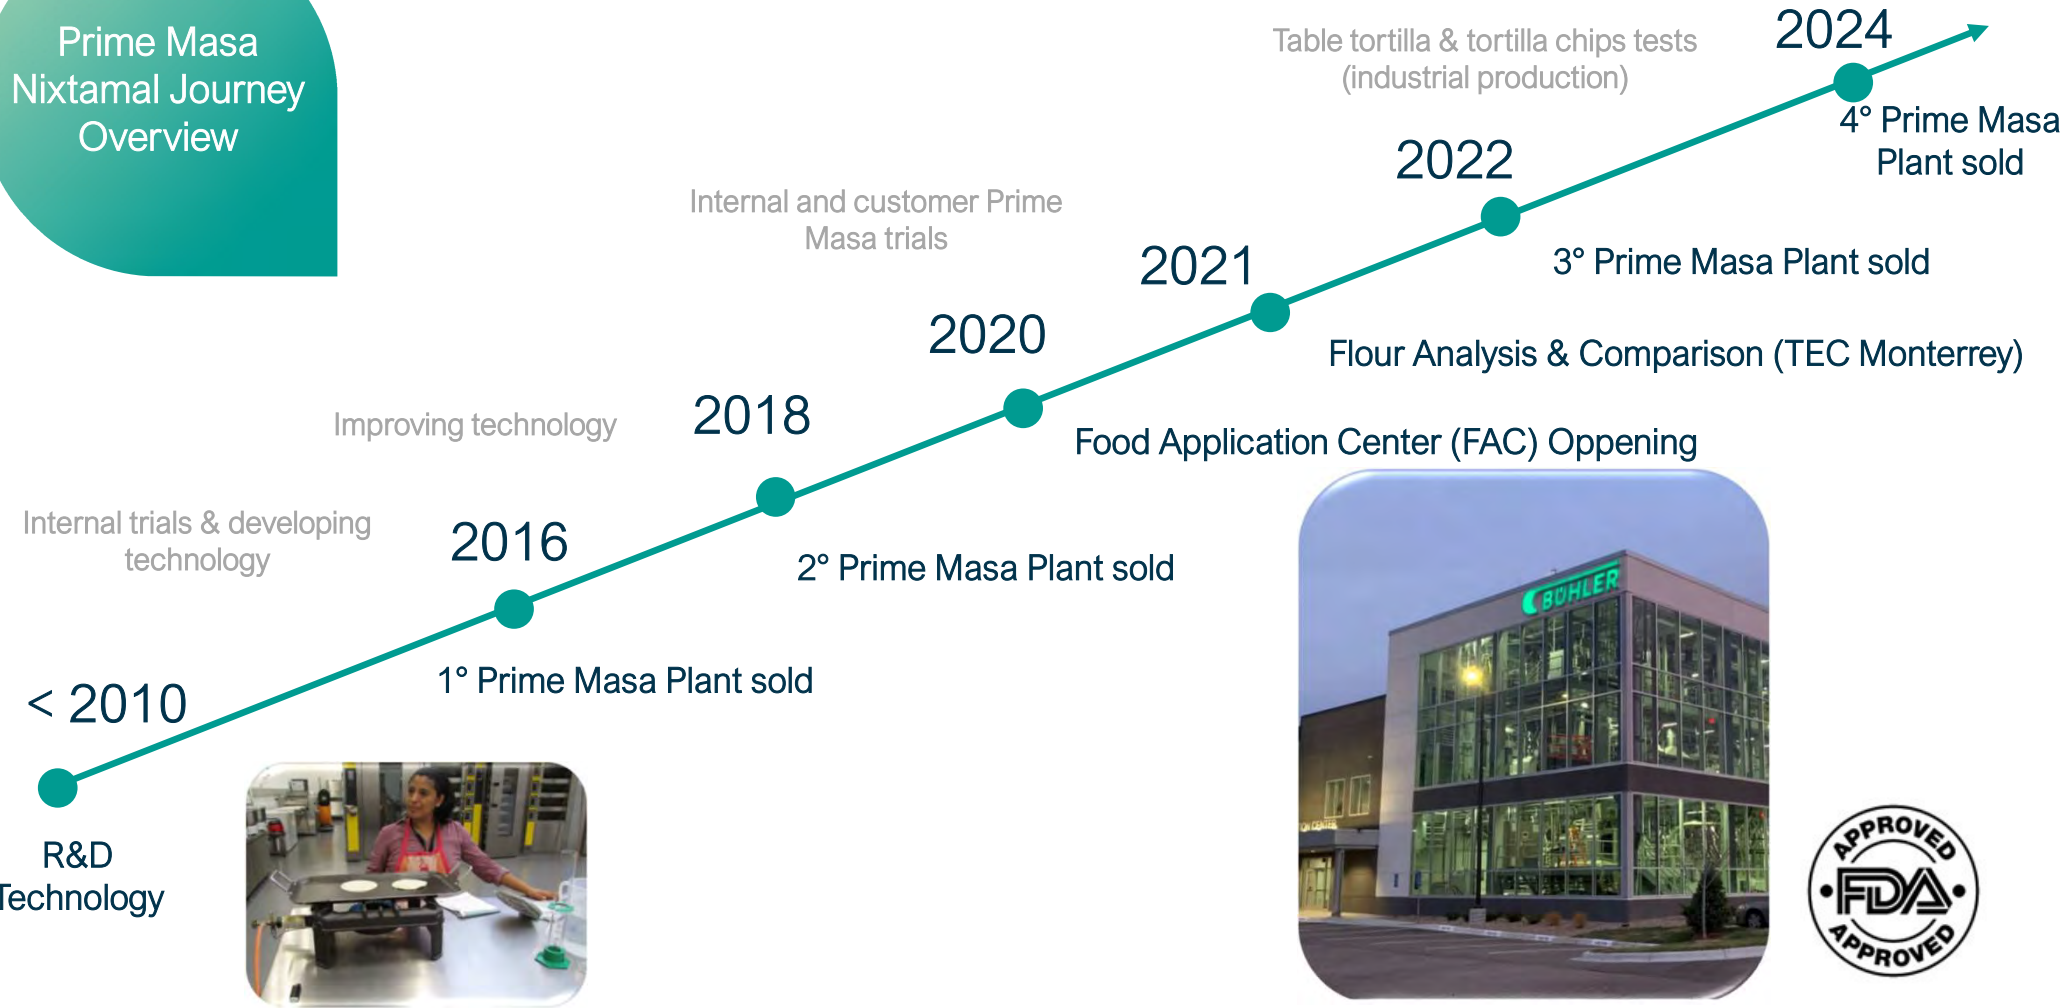 Prime Masa
Nixtamal Journey
Overview
Table tortilla & tortilla chips tests
(industrial production)
2024
4° Prime Masa
Plant sold
2022
3° Prime Masa Plant sold
Internal and customer Prime
Masa trials
2021
Flour Analysis & Comparison (TEC Monterrey)
2020
Food Application Center (FAC) Oppening
Improving technology
2018
2° Prime Masa Plant sold
Internal trials & developing
technology
2016
1° Prime Masa Plant sold
< 2010
R&D
Technology
BÜHLER
CENTER
APPROVED
FDA
APPROVED